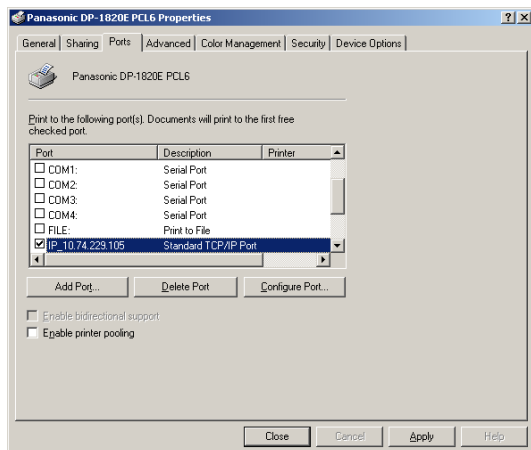 Panasonic DP-1820E PCL6 Properties
General Sharing Ports Advanced Color Management Security Device Options
Panasonic DP-1820E PCL6
Print to the following port(s). Documents will print to the first free
checked port.
Port Description Printer
COM1: Serial Port
COM2: Serial Port
COM3: Serial Port
COM4: Serial Port
FILE: Print to File
IP_10.74.229.105 Standard TCP/IP Port
Add Port... Delete Port Configure Port...
Enable bidirectional support
Enable printer pooling
Close Cancel Apply Help